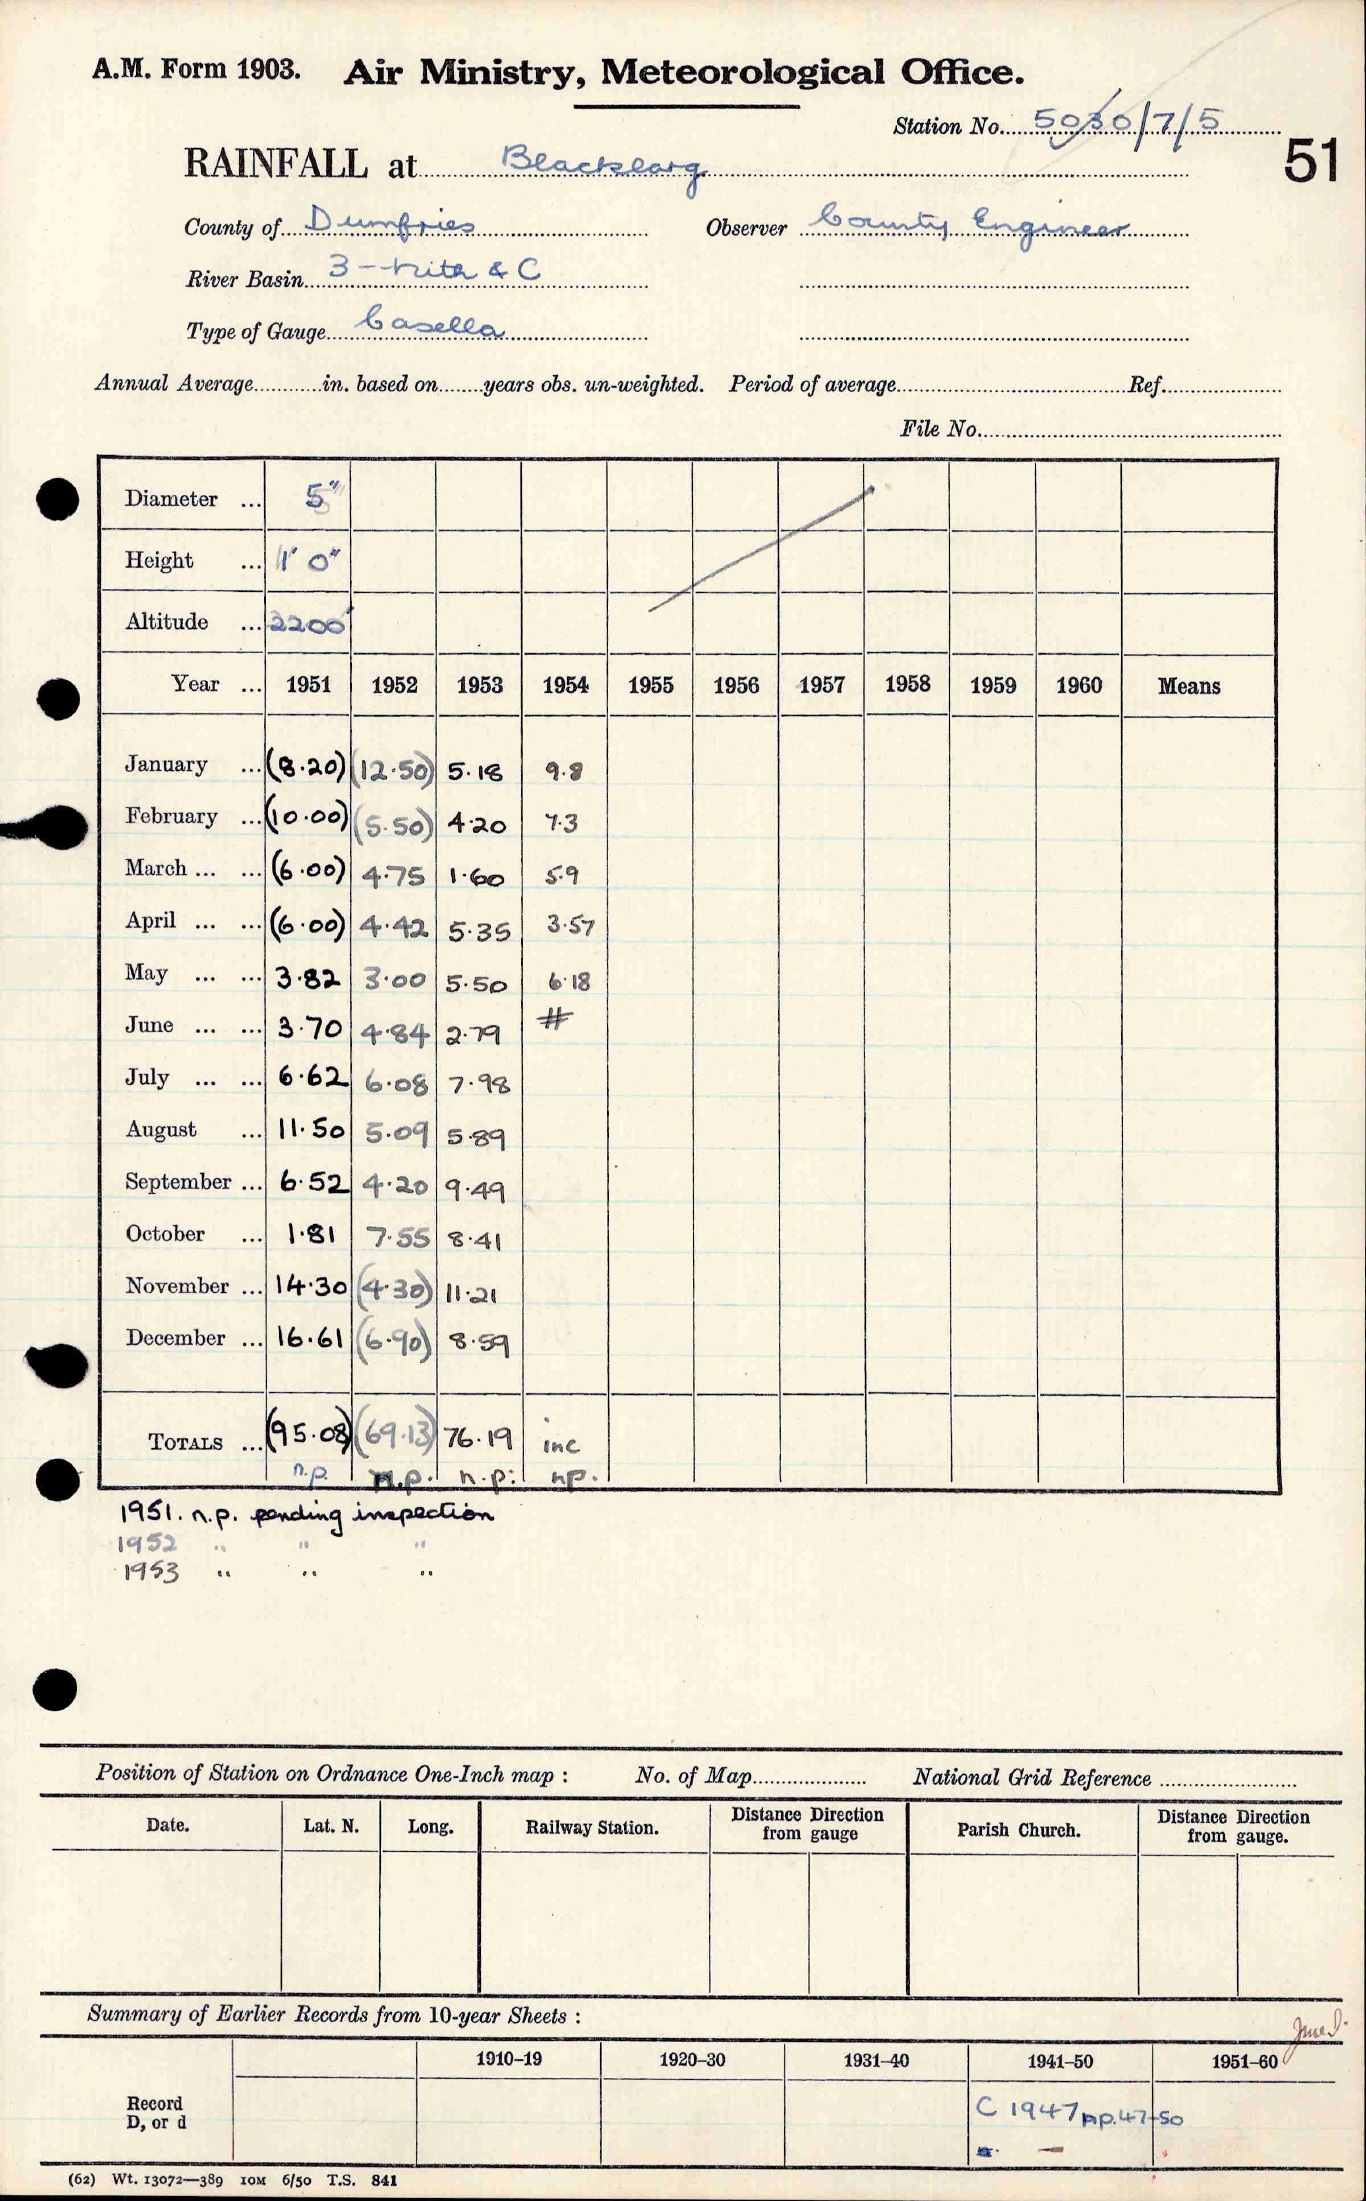 A.M. Form 1903. Air Ministry, Meteorological Office.
Station No. 5030/7/5
51
RAINFALL at Blacklarg
County of Dumfries Observer County Engineer
River Basin 3 - Nith & C
Type of Gauge Casella
Annual Average in. based on years obs. un-weighted. Period of average Ref.
File No.
Diameter ... 5"
Height ... 1' 0"
Altitude ... 2200'
Year ... 1951 1952 1953 1954 1955 1956 1957 1958 1959 1960 Means
January ... (8.20) (12.50) 5.18 9.8
February ... (10.00) (5.50) 4.20 7.3
March ... ... (6.00) 4.75 1.60 5.9
April ... ... (6.00) 4.42 5.35 3.57
May ... ... 3.82 3.00 5.50 6.18
June ... ... 3.70 4.84 2.79 #
July ... ... 6.62 6.08 7.98
August ... 11.50 5.09 5.89
September ... 6.52 4.20 9.49
October ... 1.81 7.55 8.41
November ... 14.30 (4.30) 11.21
December ... 16.61 (6.90) 8.59
TOTALS ... (95.08) (69.13) 76.19 inc
n.p. n.p. n.p. np.
1951. n.p. pending inspection
1952 " " "
1953 " " "
Position of Station on Ordnance One-Inch map : No. of Map National Grid Reference
Date. Lat. N. Long. Railway Station. Distance Direction from gauge Parish Church. Distance Direction from gauge.
Summary of Earlier Records from 10-year Sheets :
1910-19 1920-30 1931-40 1941-50 1951-60
Record
D, or d
C 1947 pp.47-50
(62) Wt. 13072—389 10M 6/50 T.S. 841